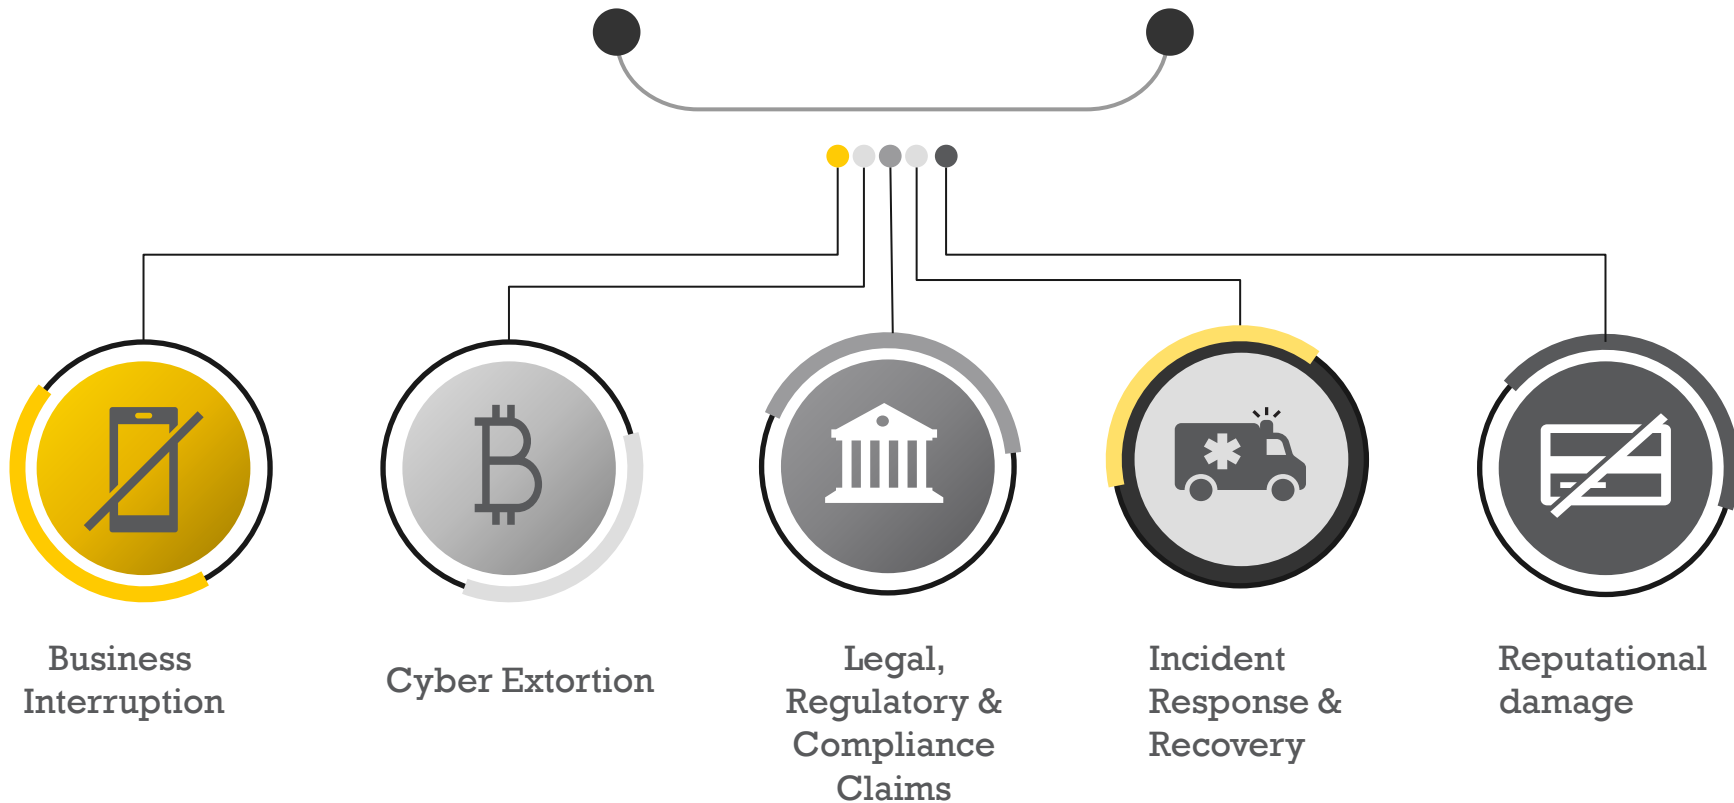 Business
Interruption
Cyber Extortion
Legal,
Regulatory &
Compliance
Claims
Incident
Response &
Recovery
Reputational
damage